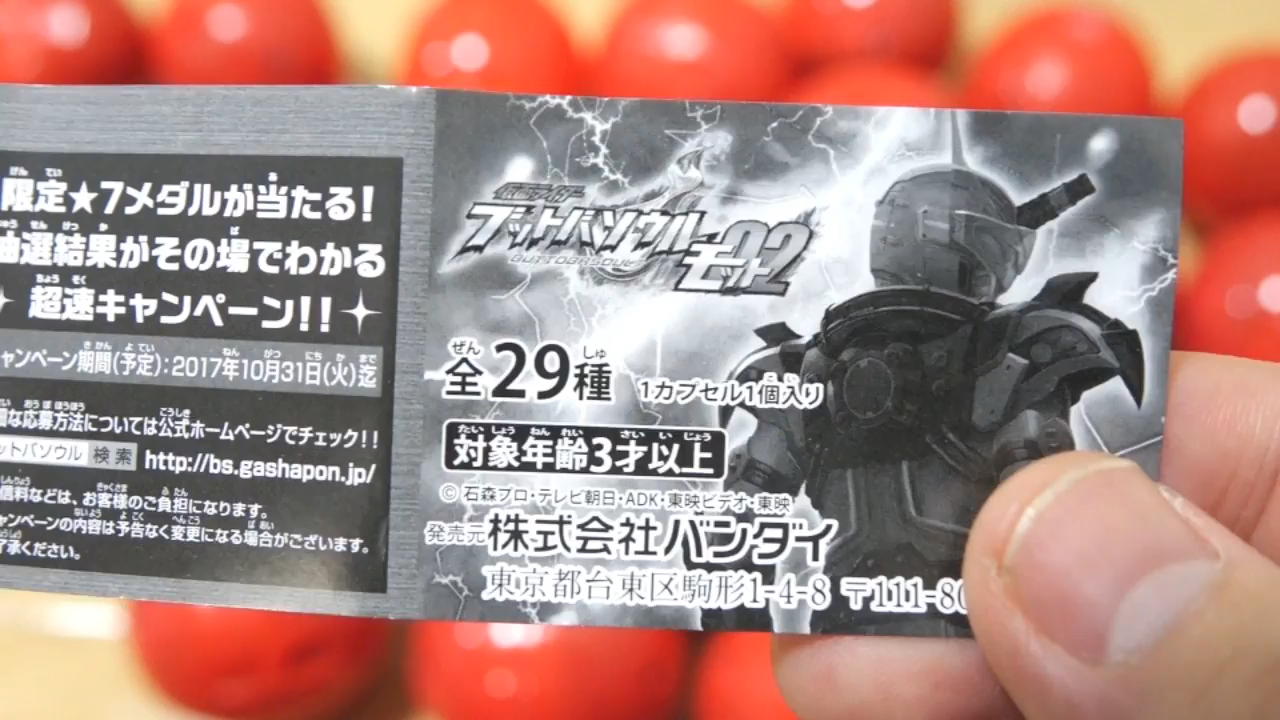 限定★7メダルが当たる!
抽選結果がその場でわかる
超速キャンペーン!!
ャンペーン期間(予定):2017年10月31日(火)迄
な応募方法については公式ホームページでチェック!!
ットバソウル 検索 http://bs.gashapon.jp/
信料などは、お客様のご負担になります。
ャンペーンの内容は予告なく変更になる場合がございます。
了承ください。
仮面ライダー
ブットバソウル
BUTTOBASOUL
モット02
全29種 1カプセル1個入り
対象年齢3才以上
© 石森プロ・テレビ朝日・ADK・東映ビデオ・東映
発売元 株式会社バンダイ
東京都台東区駒形1-4-8 〒111-80